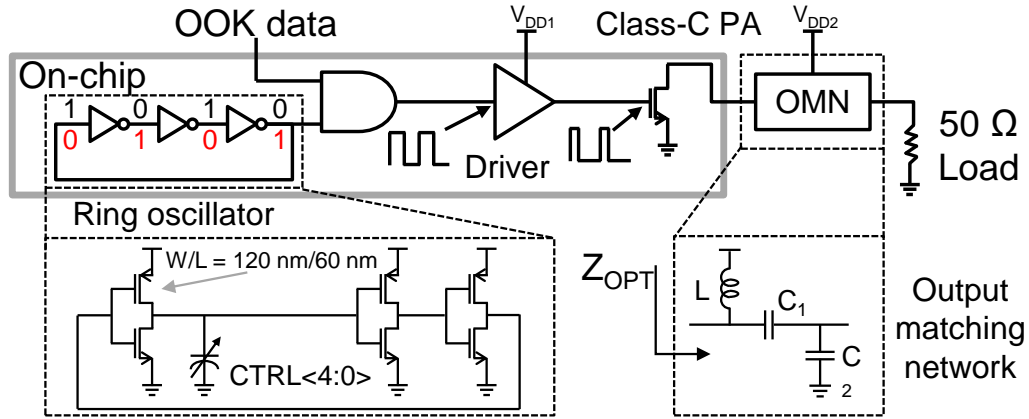 OOK data
V_DD1
Class-C PA
V_DD2
On-chip
1 0 1 0
0 1 0 1
OMN
50 Ω
Load
Driver
Ring oscillator
W/L = 120 nm/60 nm
CTRL<4:0>
Z_OPT
L
C_1
C
2
Output
matching
network